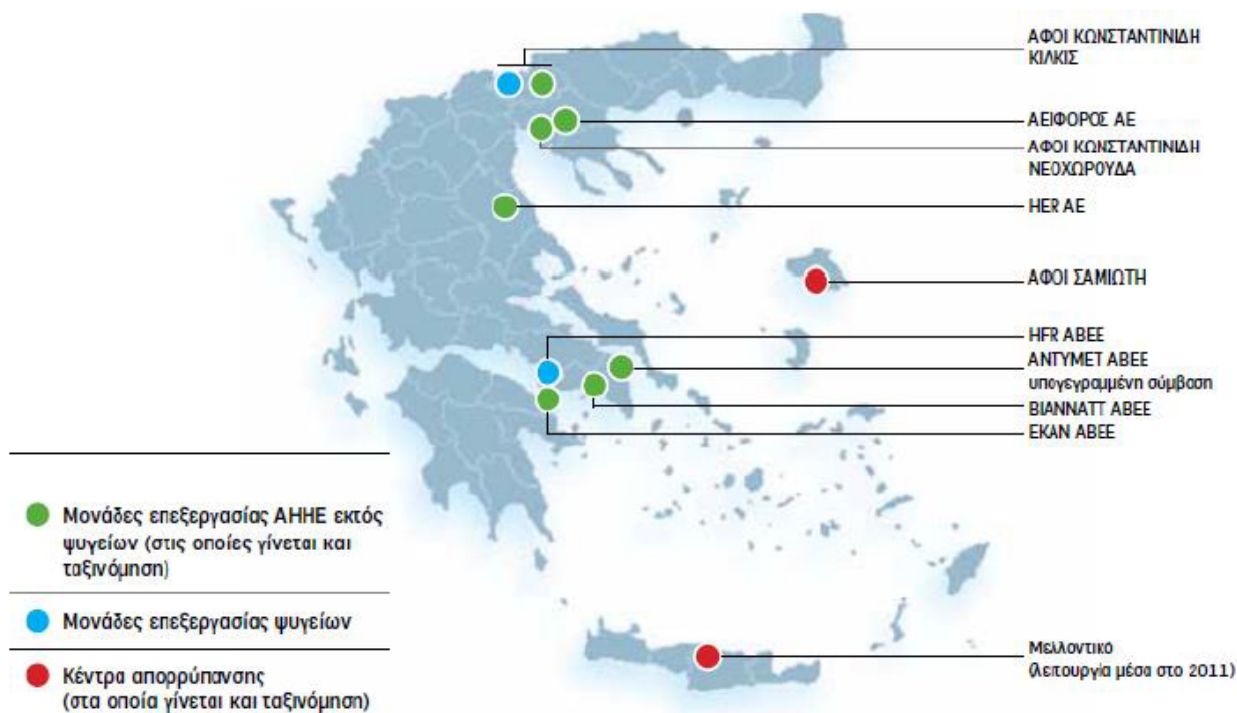 ΑΦΟΙ ΚΩΝΣΤΑΝΤΙΝΙΔΗ
ΚΙΛΚΙΣ
ΑΕΙΦΟΡΟΣ ΑΕ
ΑΦΟΙ ΚΩΝΣΤΑΝΤΙΝΙΔΗ
ΝΕΟΧΩΡΟΥΔΑ
HER AE
ΑΦΟΙ ΣΑΜΙΩΤΗ
HFR ABEE
ΑΝΤΥΜΕΤ ΑΒΕΕ
υπογεγραμμένη σύμβαση
ΒΙΑΝΝΑΤΤ ΑΒΕΕ
ΕΚΑΝ ΑΒΕΕ
Μονάδες επεξεργασίας ΑΗΗΕ εκτός
ψυγείων (στις οποίες γίνεται και
ταξινόμηση)
Μονάδες επεξεργασίας ψυγείων
Κέντρα απορρύπανσης
(στα οποία γίνεται και ταξινόμηση)
Μελλοντικό
(λειτουργία μέσα στο 2011)